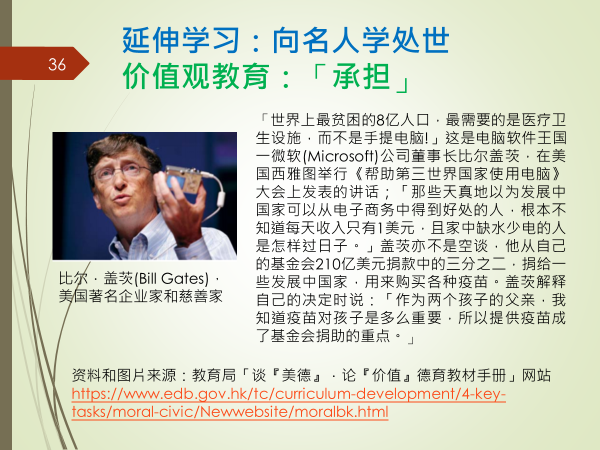 36
延伸学习：向名人学处世
价值观教育：「承担」
「世界上最贫困的8亿人口，最需要的是医疗卫
生设施，而不是手提电脑!」这是电脑软件王国
一微软(Microsoft)公司董事长比尔盖茨，在美
国西雅图举行《帮助第三世界国家使用电脑》
大会上发表的讲话；「那些天真地以为发展中
国家可以从电子商务中得到好处的人，根本不
知道每天收入只有1美元，且家中缺水少电的人
是怎样过日子。」盖茨亦不是空谈，他从自己
的基金会210亿美元捐款中的三分之二，捐给一
些发展中国家，用来购买各种疫苗。盖茨解释
自己的决定时说：「作为两个孩子的父亲，我
知道疫苗对孩子是多么重要，所以提供疫苗成
了基金会捐助的重点。」
比尔．盖茨(Bill Gates)，
美国著名企业家和慈善家
资料和图片来源：教育局「谈『美德』．论『价值』德育教材手册」网站
https://www.edb.gov.hk/tc/curriculum-development/4-key-
tasks/moral-civic/Newwebsite/moralbk.html